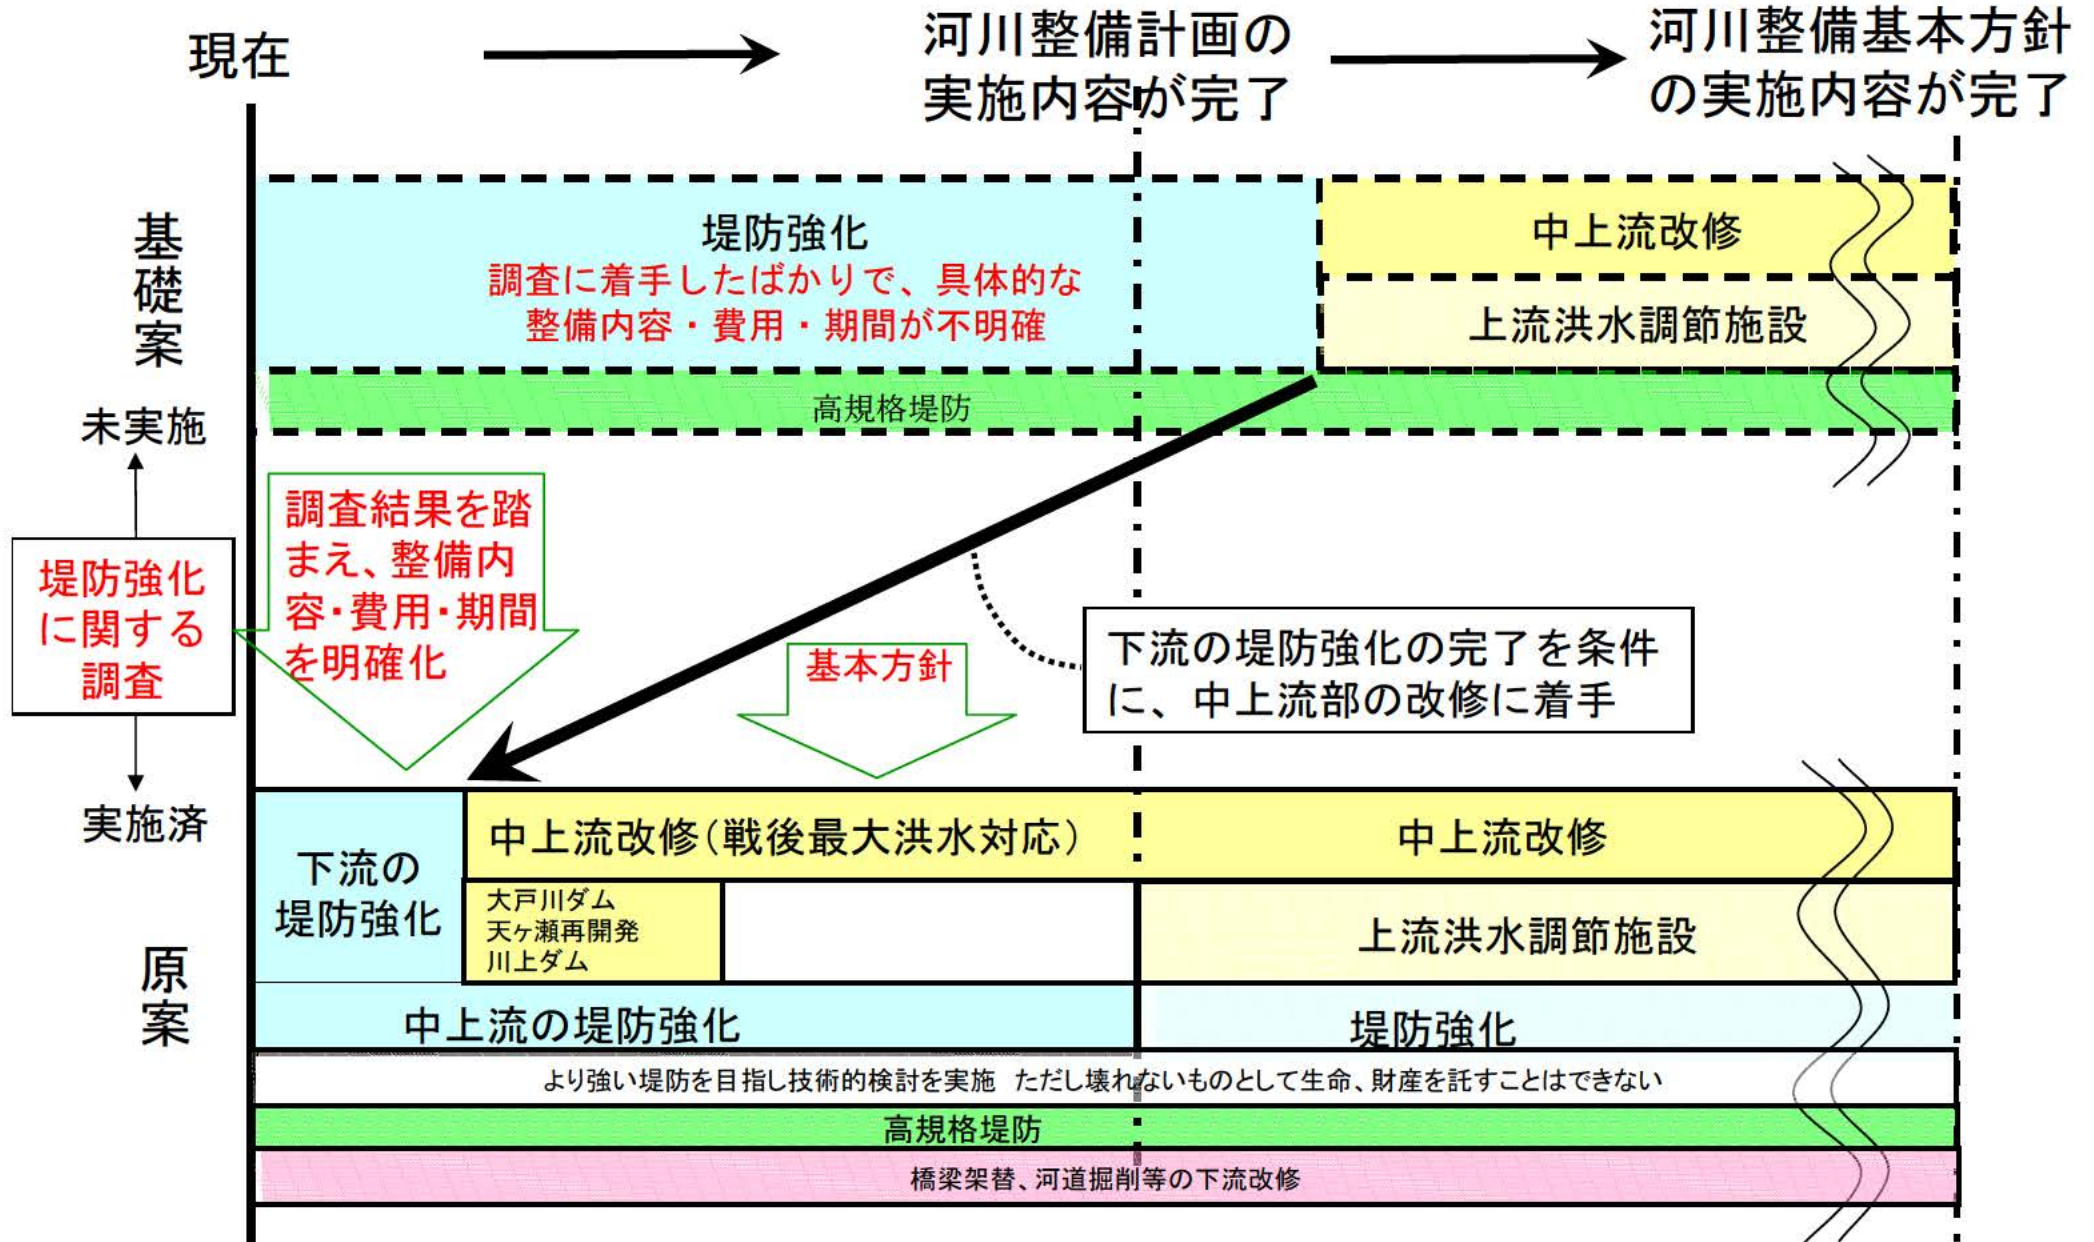 現在
河川整備計画の
実施内容が完了
河川整備基本方針
の実施内容が完了
基礎案
堤防強化
調査に着手したばかりで、具体的な
整備内容・費用・期間が不明確
中上流改修
上流洪水調節施設
高規格堤防
未実施
堤防強化
に関する
調査
実施済
調査結果を踏
まえ、整備内
容・費用・期間
を明確化
基本方針
下流の堤防強化の完了を条件
に、中上流部の改修に着手
原案
下流の
堤防強化
中上流改修(戦後最大洪水対応)
中上流改修
大戸川ダム
天ヶ瀬再開発
川上ダム
上流洪水調節施設
中上流の堤防強化
堤防強化
より強い堤防を目指し技術的検討を実施　ただし壊れないものとして生命、財産を託すことはできない
高規格堤防
橋梁架替、河道掘削等の下流改修